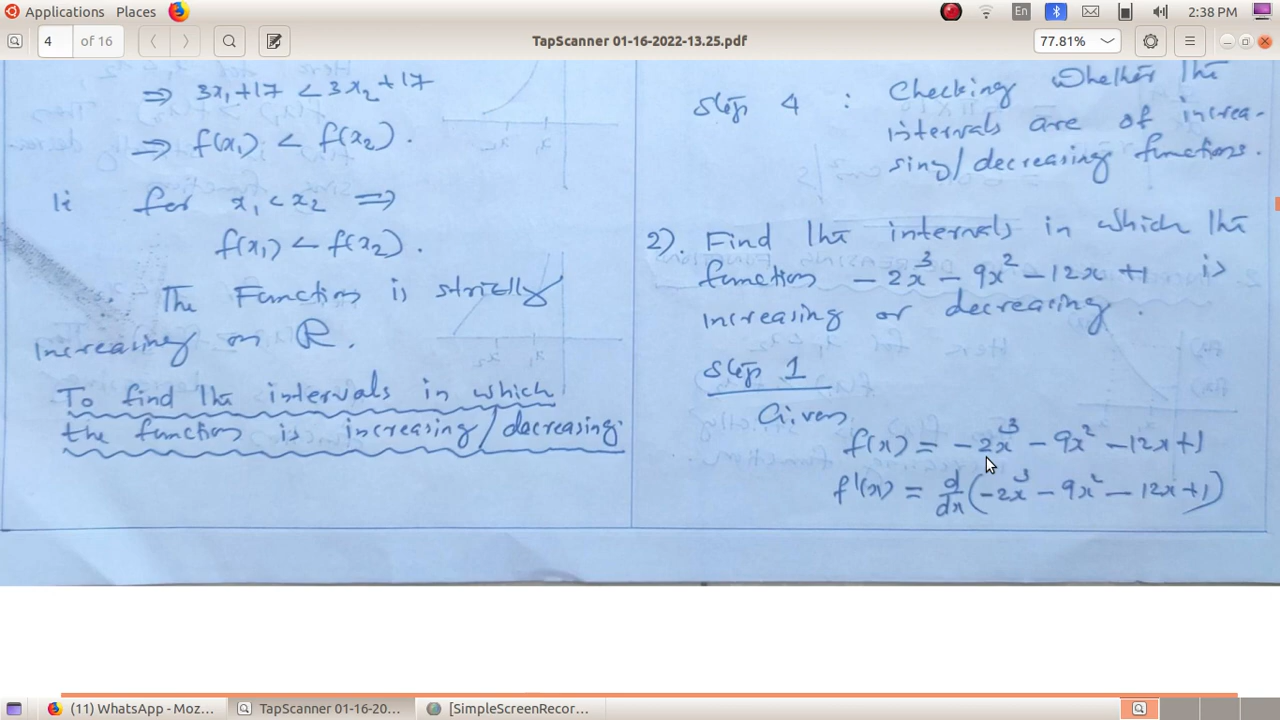 Applications Places
En
2:38 PM
4 of 16
TapScanner 01-16-2022-13.25.pdf
77.81%
⇒ 3x₁+17 < 3x₂+17
⇒ f(x₁) < f(x₂).
for x₁ < x₂ ⇒
f(x₁) < f(x₂).
The Function is strictly
increasing on R.
To find the intervals in which
the function is increasing/decreasing.
Step 4 : Checking whether the
intervals are of increa-
sing/decreasing functions.
2). Find the intervals in which the
function -2x³ - 9x² - 12x + 1 is
increasing or decreasing.
Step 1
Given
f(x) = -2x³ - 9x² - 12x + 1
f'(x) = d/dx (-2x³ - 9x² - 12x + 1)
(11) WhatsApp - Moz...
TapScanner 01-16-20...
[SimpleScreenRecor...